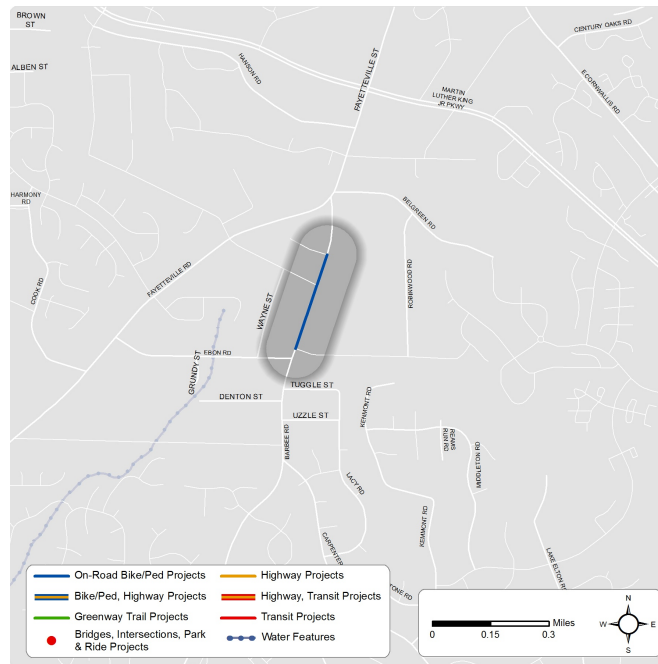 BROWN
ST
CENTURY OAKS RD
ALBEN ST
HANSON RD
FAYETTEVILLE ST
E CORNWALLIS RD
MARTIN
LUTHER KING
JR PKWY
HARMONY
RD
BELGREEN RD
FAYETTEVILLE RD
COOK RD
ROBINWOOD RD
WAYNE ST
EBON RD
GRUNDY ST
TUGGLE ST
DENTON ST
KENMONT RD
UZZLE ST
BARBEE RD
REAMS
RUN RD
MIDDLETON RD
LACY RD
KEMMONT RD
CARPENTER
LAKE ELTON RD
TONE RD
On-Road Bike/Ped Projects
Highway Projects
Bike/Ped, Highway Projects
Highway, Transit Projects
Greenway Trail Projects
Transit Projects
Bridges, Intersections, Park
& Ride Projects
Water Features
Miles
0 0.15 0.3
N
W E
S